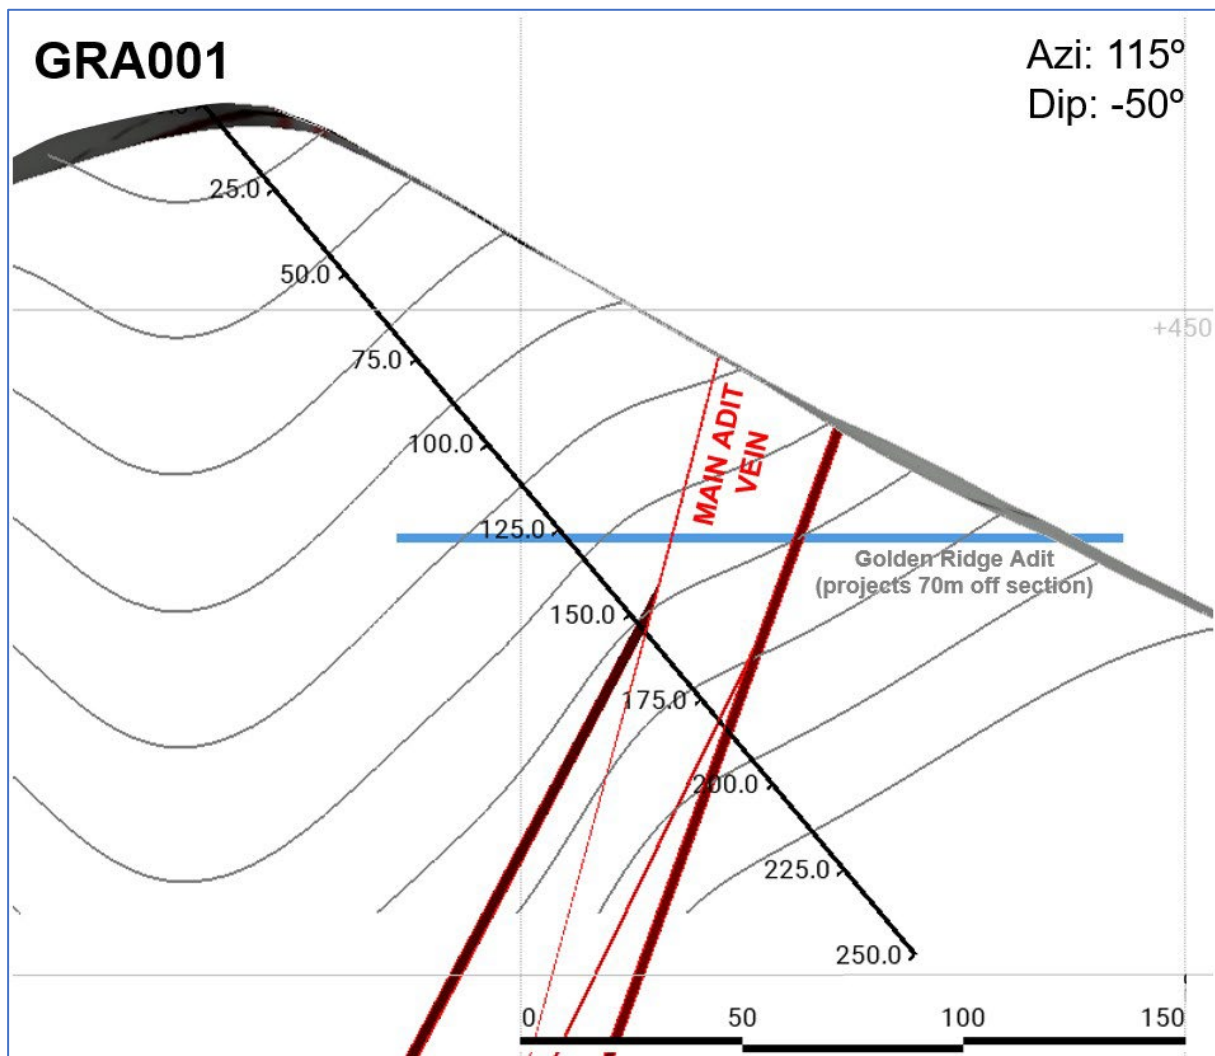 GRA001
Azi: 115º
Dip: -50º
25.0
50.0
+450
75.0
MAIN ADIT
VEIN
100.0
125.0
Golden Ridge Adit
(projects 70m off section)
150.0
175.0
200.0
225.0
250.0
0 50 100 150